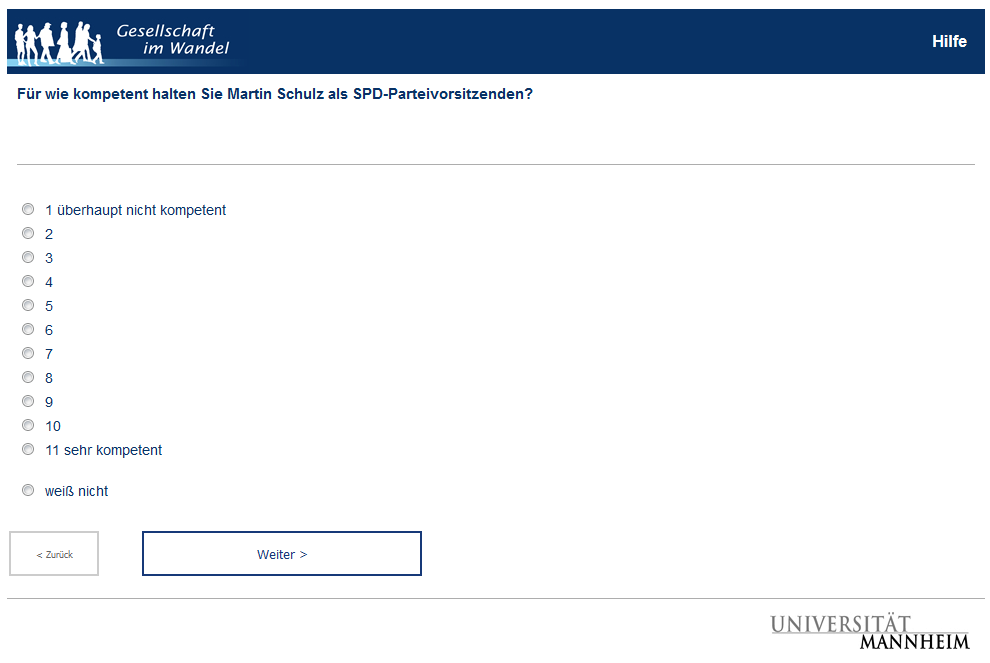 Gesellschaft
im Wandel
Hilfe
Für wie kompetent halten Sie Martin Schulz als SPD-Parteivorsitzenden?
1 überhaupt nicht kompetent
2
3
4
5
6
7
8
9
10
11 sehr kompetent
weiß nicht
< Zurück
Weiter >
UNIVERSITÄT
MANNHEIM